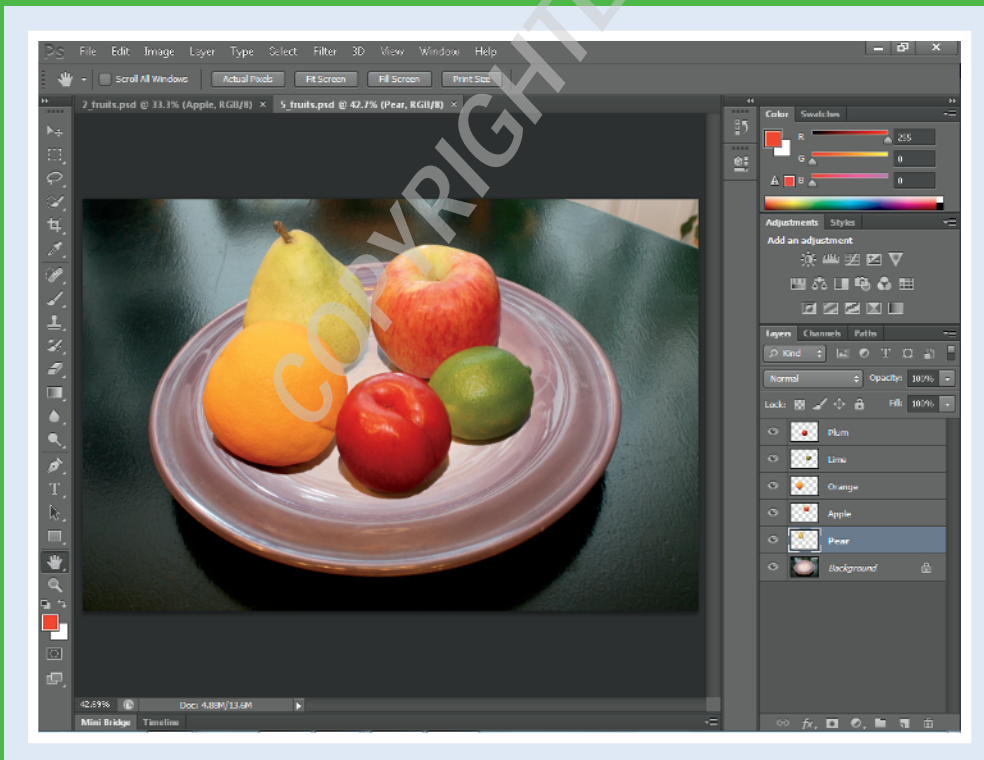 Ps File Edit Image Layer Type Select Filter 3D View Window Help
Scroll All Windows Actual Pixels Fit Screen Fill Screen Print Size
2_fruits.psd @ 33.3% (Apple, RGB/8) × 5_fruits.psd @ 42.7% (Pear, RGB/8) ×
Color Swatches
R 255
G 0
B 0
Adjustments Styles
Add an adjustment
Layers Channels Paths
Kind
Normal Opacity: 100%
Lock: Fill: 100%
Plum
Lime
Orange
Apple
Pear
Background
42.69% Doc: 4.88M/13.6M
Mini Bridge Timeline
COPYRIGHT